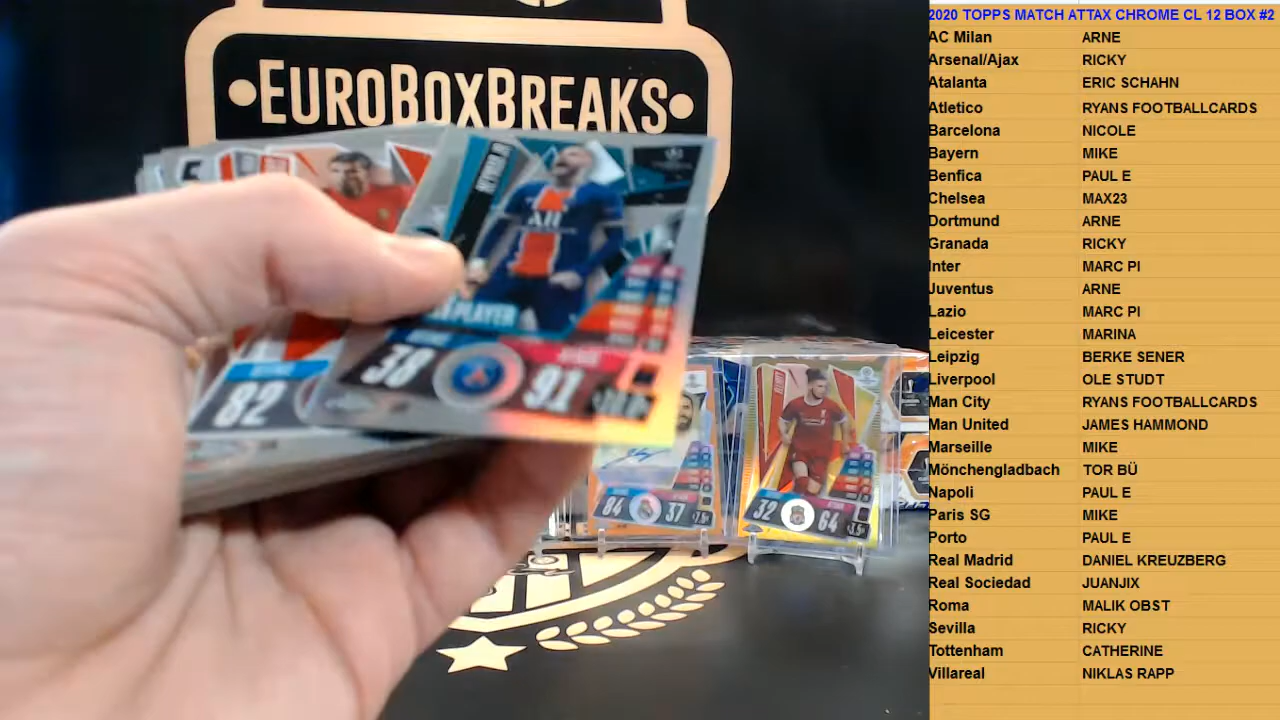 EUROBOXBREAKS
NEYMAR JR
PLAYER
38
91
82
84
37
32
64
2020 TOPPS MATCH ATTAX CHROME CL 12 BOX #2
AC Milan ARNE
Arsenal/Ajax RICKY
Atalanta ERIC SCHAHN
Atletico RYANS FOOTBALLCARDS
Barcelona NICOLE
Bayern MIKE
Benfica PAUL E
Chelsea MAX23
Dortmund ARNE
Granada RICKY
Inter MARC PI
Juventus ARNE
Lazio MARC PI
Leicester MARINA
Leipzig BERKE SENER
Liverpool OLE STUDT
Man City RYANS FOOTBALLCARDS
Man United JAMES HAMMOND
Marseille MIKE
Mönchengladbach TOR BÜ
Napoli PAUL E
Paris SG MIKE
Porto PAUL E
Real Madrid DANIEL KREUZBERG
Real Sociedad JUANJIX
Roma MALIK OBST
Sevilla RICKY
Tottenham CATHERINE
Villareal NIKLAS RAPP